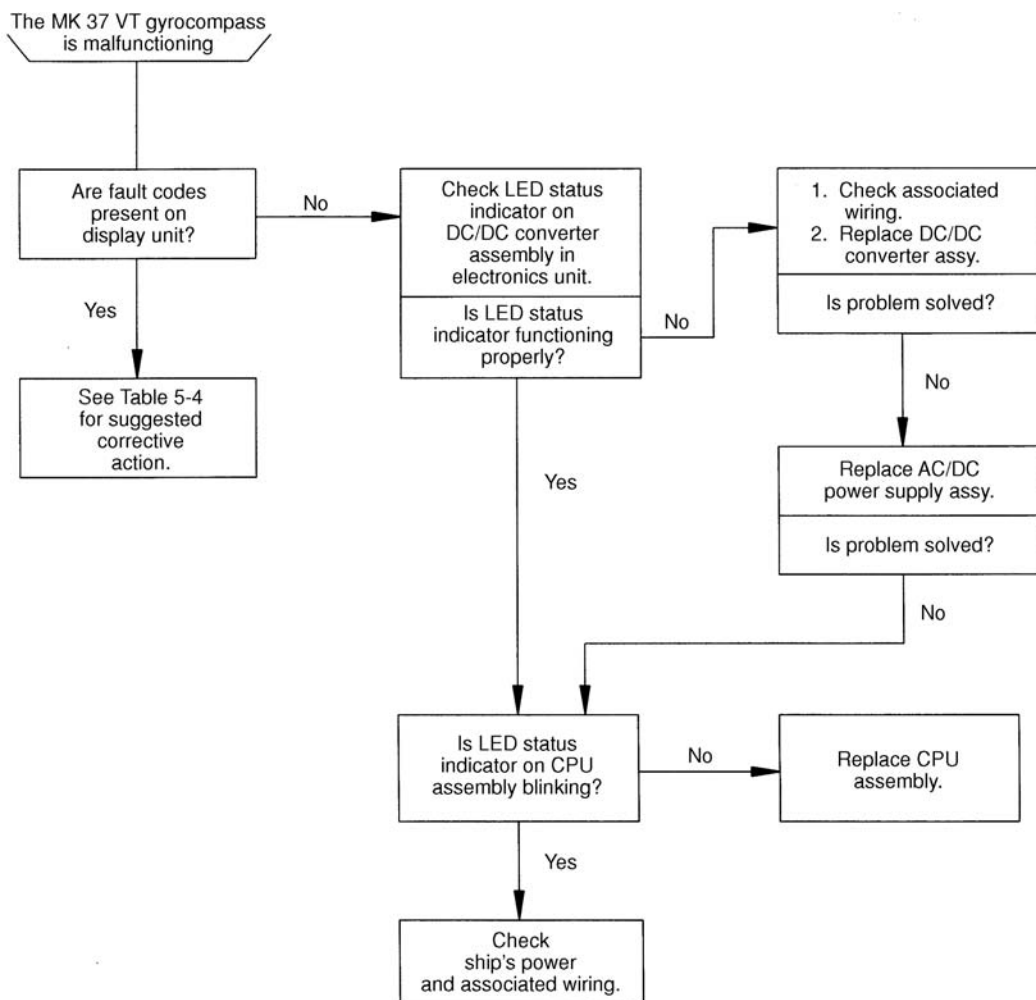 The MK 37 VT gyrocompass
is malfunctioning
Are fault codes
present on
display unit?
No
Yes
See Table 5-4
for suggested
corrective
action.
Check LED status
indicator on
DC/DC converter
assembly in
electronics unit.
Is LED status
indicator functioning
properly?
No
Yes
1. Check associated
wiring.
2. Replace DC/DC
converter assy.
Is problem solved?
No
Replace AC/DC
power supply assy.
Is problem solved?
No
Is LED status
indicator on CPU
assembly blinking?
No
Replace CPU
assembly.
Yes
Check
ship's power
and associated wiring.